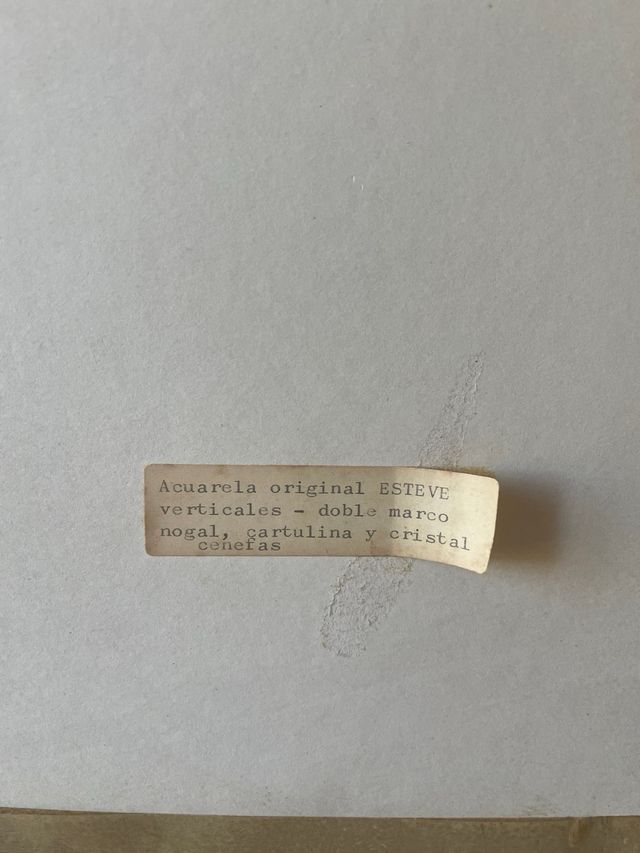 Acuarela original ESTEVE
verticales - doble marco
nogal, cartulina y cristal
cenefas